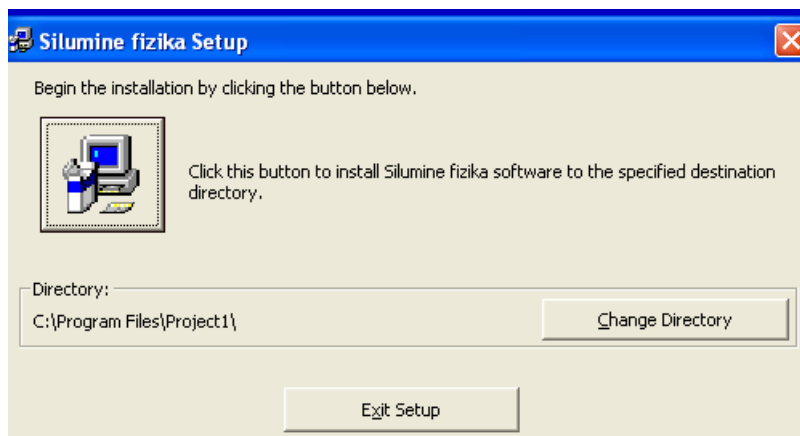 Silumine fizika Setup
Begin the installation by clicking the button below.
Click this button to install Silumine fizika software to the specified destination
directory.
Directory:
C:\Program Files\Project1\
Change Directory
Exit Setup